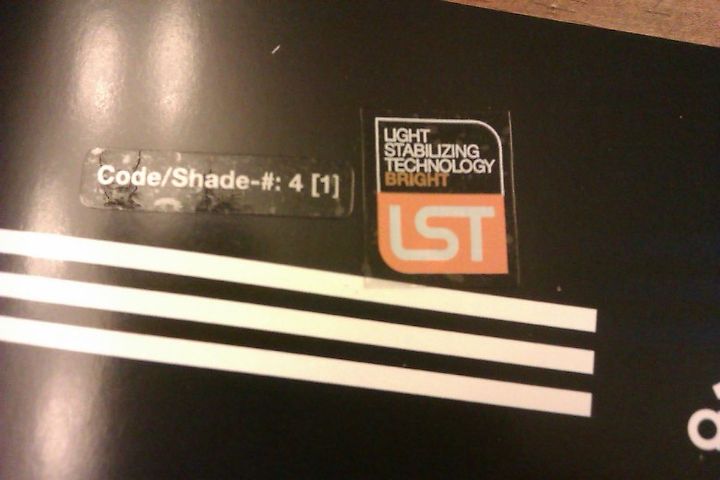 Code/Shade-#: 4 [1]
LIGHT
STABILIZING
TECHNOLOGY
BRIGHT
LST